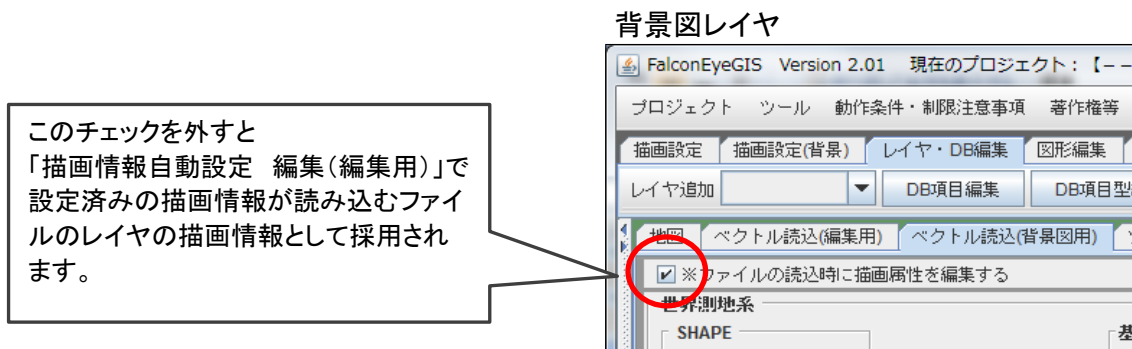 背景図レイヤ
FalconEyeGIS Version 2.01 現在のプロジェクト：【－－
プロジェクト ツール 動作条件・制限注意事項 著作権等
描画設定 描画設定(背景) レイヤ・DB編集 図形編集
レイヤ追加 DB項目編集 DB項目型
地図 ベクトル読込(編集用) ベクトル読込(背景図用)
※ファイルの読込時に描画属性を編集する
世界測地系
SHAPE 基
このチェックを外すと
「描画情報自動設定　編集（編集用）」で
設定済みの描画情報が読み込むファイ
ルのレイヤの描画情報として採用され
ます。